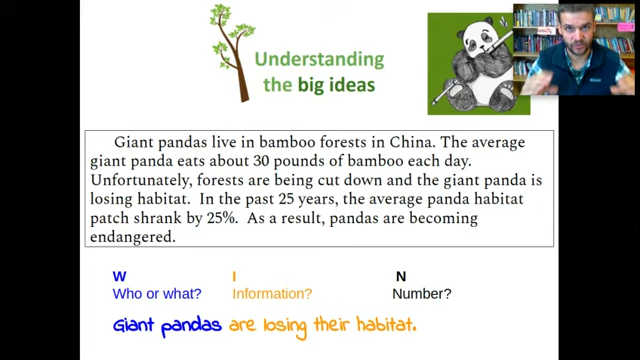 Understanding
the big ideas
Giant pandas live in bamboo forests in China. The average
giant panda eats about 30 pounds of bamboo each day.
Unfortunately, forests are being cut down and the giant panda is
losing habitat. In the past 25 years, the average panda habitat
patch shrank by 25%. As a result, pandas are becoming
endangered.
W I N
Who or what? Information? Number?
Giant pandas are losing their habitat.